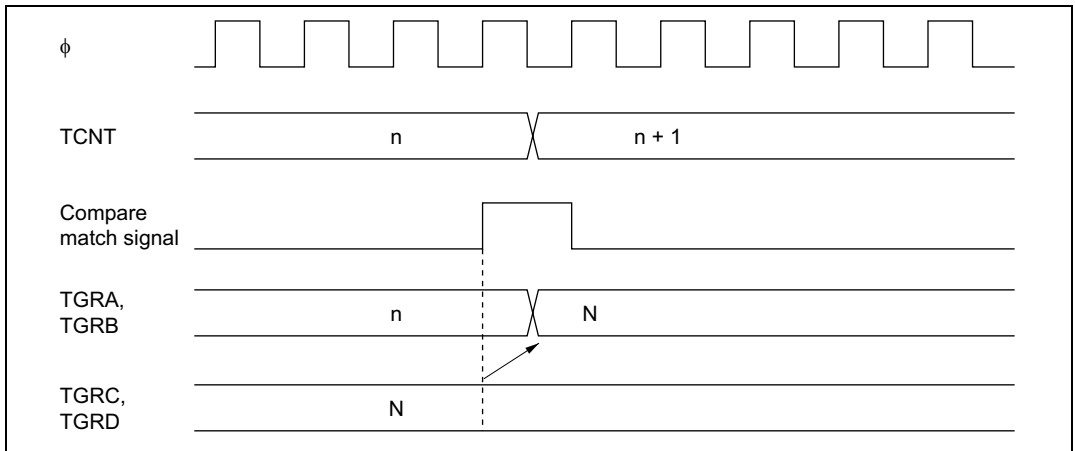 ϕ
TCNT
n
n + 1
Compare
match signal
TGRA,
TGRB
n
N
TGRC,
TGRD
N